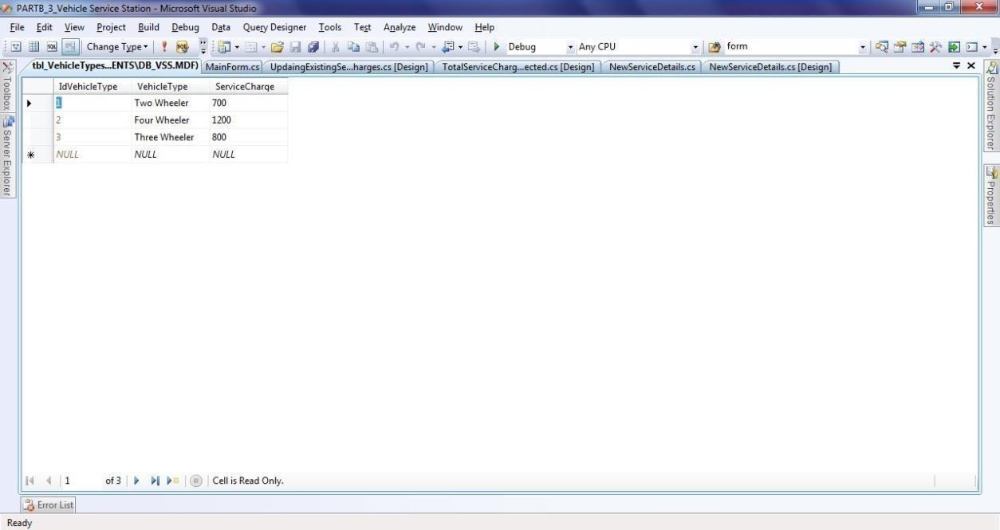 PARTB_3_Vehicle Service Station - Microsoft Visual Studio
File Edit View Project Build Debug Data Query Designer Tools Test Analyze Window Help
Change Type Debug Any CPU form
tbl_VehicleTypes...ENTS\DB_VSS.MDF) MainForm.cs UpdaingExistingSe...harges.cs [Design] TotalServiceCharg...ected.cs [Design] NewServiceDetails.cs NewServiceDetails.cs [Design]
Toolbox
Server Explorer
IdVehicleType VehicleType ServiceCharge
1 Two Wheeler 700
2 Four Wheeler 1200
3 Three Wheeler 800
NULL NULL NULL
Solution Explorer
Properties
1 of 3 Cell is Read Only.
Error List
Ready